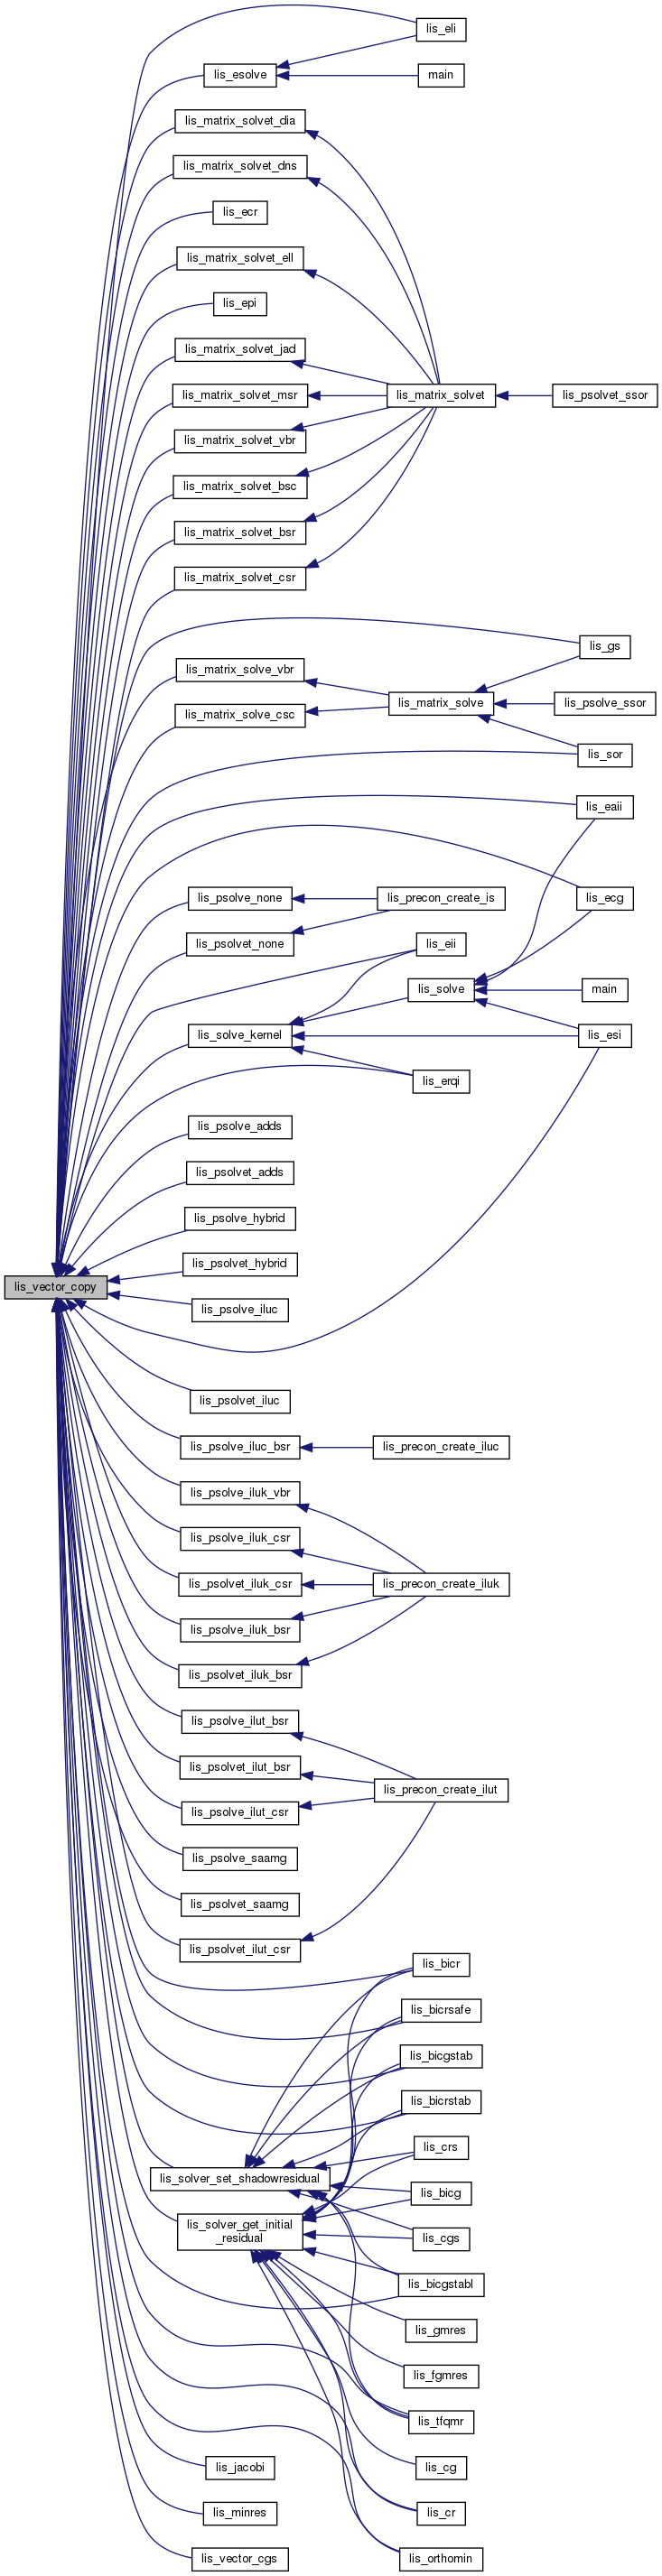 lis_eli
lis_esolve
main
lis_matrix_solvet_dia
lis_matrix_solvet_dns
lis_ecr
lis_matrix_solvet_ell
lis_epi
lis_matrix_solvet_jad
lis_matrix_solvet_msr
lis_matrix_solvet
lis_psolvet_ssor
lis_matrix_solvet_vbr
lis_matrix_solvet_bsc
lis_matrix_solvet_bsr
lis_matrix_solvet_csr
lis_gs
lis_matrix_solve_vbr
lis_matrix_solve
lis_psolve_ssor
lis_matrix_solve_csc
lis_sor
lis_eaii
lis_psolve_none
lis_precon_create_is
lis_ecg
lis_psolvet_none
lis_eii
lis_solve
main
lis_solve_kernel
lis_esi
lis_erqi
lis_psolve_adds
lis_psolvet_adds
lis_psolve_hybrid
lis_psolvet_hybrid
lis_vector_copy
lis_psolve_iluc
lis_psolvet_iluc
lis_psolve_iluc_bsr
lis_precon_create_iluc
lis_psolve_iluk_vbr
lis_psolve_iluk_csr
lis_psolvet_iluk_csr
lis_precon_create_iluk
lis_psolve_iluk_bsr
lis_psolvet_iluk_bsr
lis_psolve_ilut_bsr
lis_psolvet_ilut_bsr
lis_precon_create_ilut
lis_psolve_ilut_csr
lis_psolve_saamg
lis_psolvet_saamg
lis_psolvet_ilut_csr
lis_bicr
lis_bicrsafe
lis_bicgstab
lis_bicrstab
lis_crs
lis_solver_set_shadowresidual
lis_bicg
lis_solver_get_initial
_residual
lis_cgs
lis_bicgstabl
lis_gmres
lis_fgmres
lis_tfqmr
lis_jacobi
lis_cg
lis_minres
lis_cr
lis_vector_cgs
lis_orthomin